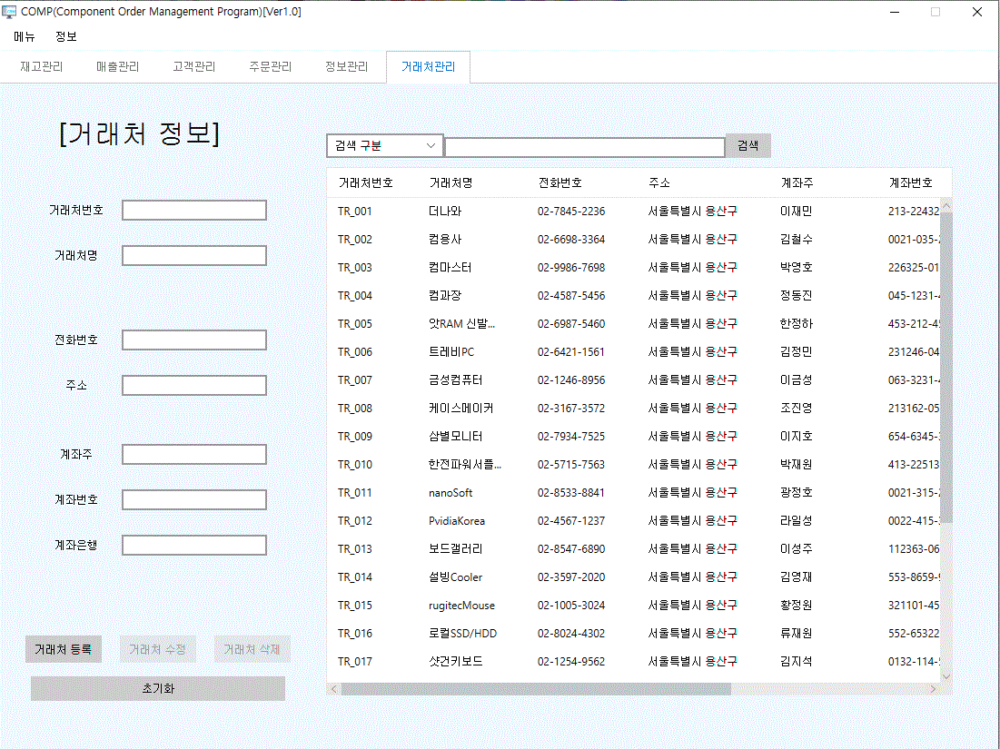 COMP(Component Order Management Program)[Ver1.0]
메뉴 정보
재고관리 매출관리 고객관리 주문관리 정보관리 거래처관리
[거래처 정보]
거래처번호
거래처명
전화번호
주소
계좌주
계좌번호
계좌은행
거래처 등록 거래처 수정 거래처 삭제
초기화
검색 구분 검색
거래처번호 거래처명 전화번호 주소 계좌주 계좌번호
TR_001 더나와 02-7845-2236 서울특별시 용산구 이재민 213-22432
TR_002 컴용사 02-6698-3364 서울특별시 용산구 김철수 0021-035-
TR_003 컴마스터 02-9986-7698 서울특별시 용산구 박영호 226325-01
TR_004 컴과장 02-4587-5456 서울특별시 용산구 정동진 045-1231-
TR_005 앗RAM 신발... 02-6987-5460 서울특별시 용산구 한정하 453-212-45
TR_006 트레비PC 02-6421-1561 서울특별시 용산구 김정민 231246-04
TR_007 금성컴퓨터 02-1246-8956 서울특별시 용산구 이금성 063-3231-
TR_008 케이스메이커 02-3167-3572 서울특별시 용산구 조진영 213162-05
TR_009 삼별모니터 02-7934-7525 서울특별시 용산구 이지호 654-6345-
TR_010 한전파워서플... 02-5715-7563 서울특별시 용산구 박재원 413-22513
TR_011 nanoSoft 02-8533-8841 서울특별시 용산구 광정호 0021-315-
TR_012 PvidiaKorea 02-4567-1237 서울특별시 용산구 라일성 0022-415-
TR_013 보드갤러리 02-8547-6890 서울특별시 용산구 이성주 112363-06
TR_014 설빙Cooler 02-3597-2020 서울특별시 용산구 김영재 553-8659-
TR_015 rugitecMouse 02-1005-3024 서울특별시 용산구 황정원 321101-45
TR_016 로컬SSD/HDD 02-8024-4302 서울특별시 용산구 류재원 552-65322
TR_017 샷건키보드 02-1254-9562 서울특별시 용산구 김지석 0132-114-